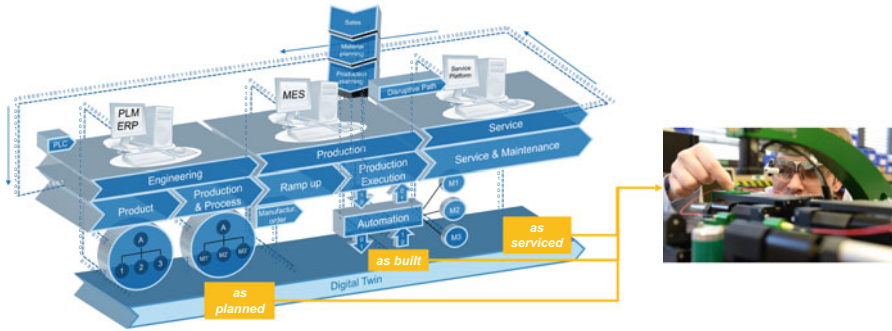 Sales
Material
planning
Production
planning
Disruptive Path
Service
Platform
MES
PLM
ERP
PLC
Service
Production
Engineering
Service & Maintenance
Production
Execution
Ramp up
Production
& Process
Product
Manufactur.
order
Automation
M1
M2
M3
A
1
2
3
A
M1'
M2'
M3'
as
serviced
as built
as
planned
Digital Twin